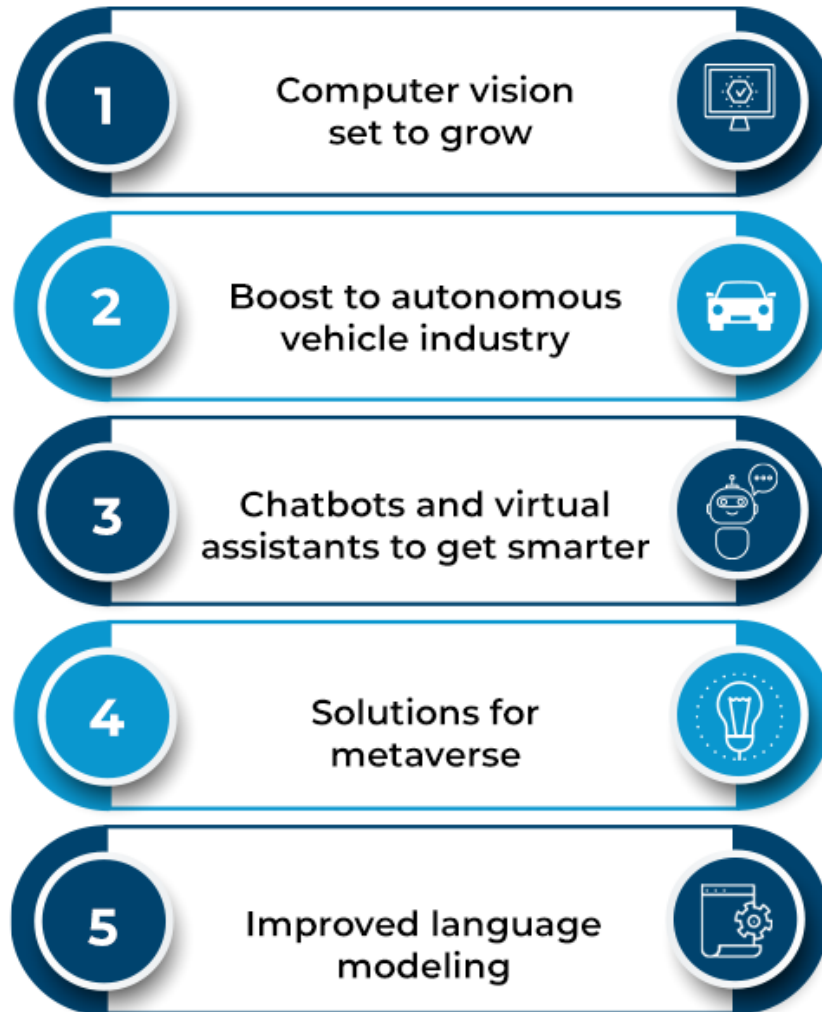 1
Computer vision
set to grow
2
Boost to autonomous
vehicle industry
3
Chatbots and virtual
assistants to get smarter
4
Solutions for
metaverse
5
Improved language
modeling